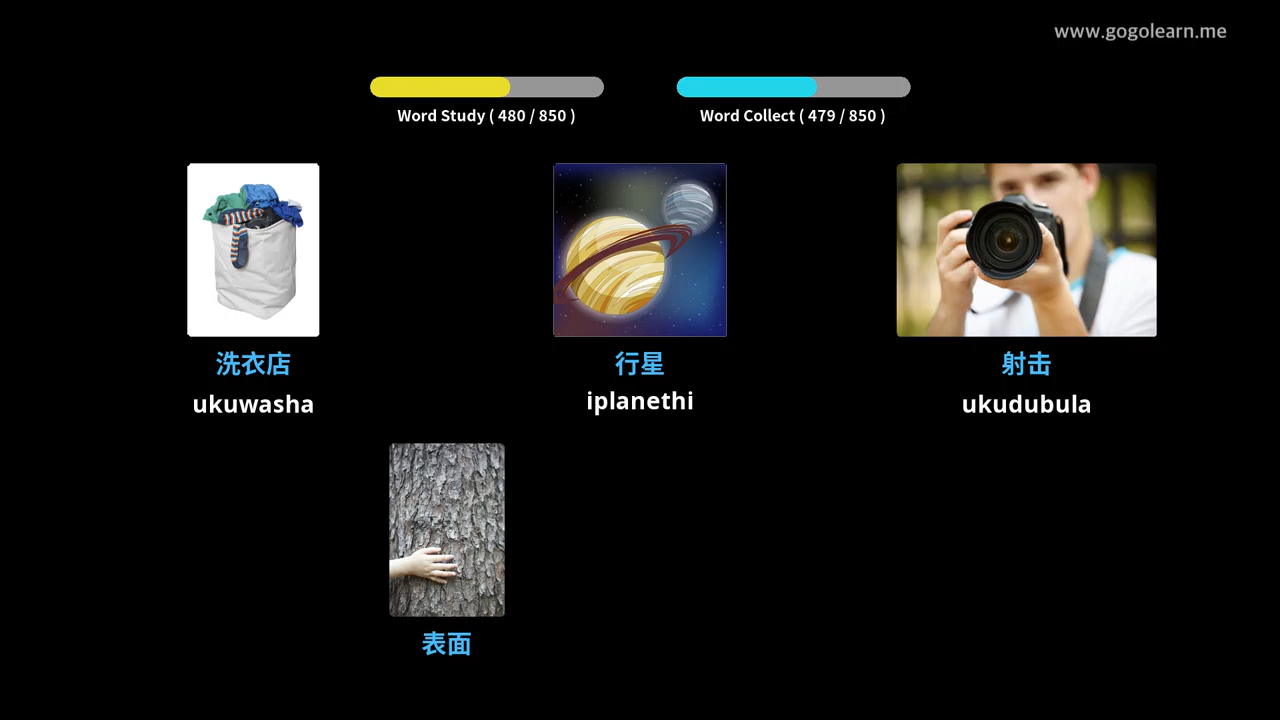 www.gogolearn.me
Word Study ( 480 / 850 )
Word Collect ( 479 / 850 )
洗衣店
ukuwasha
行星
iplanethi
射击
ukudubula
表面